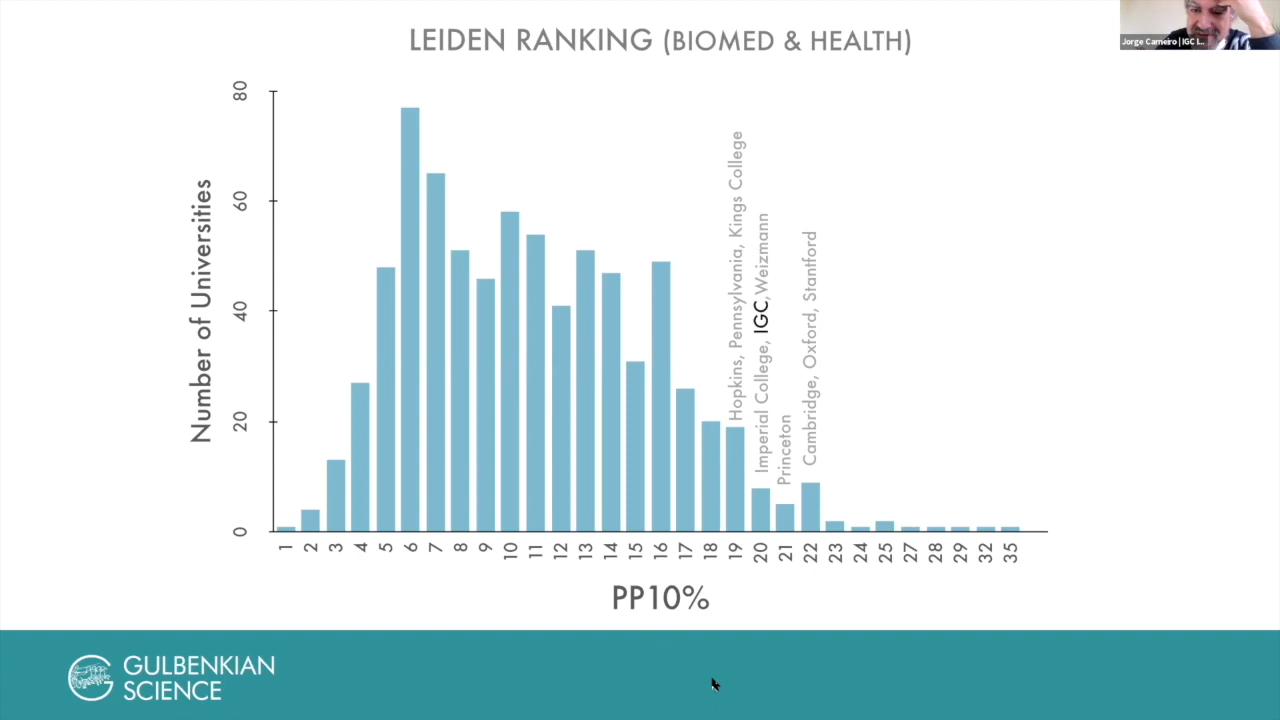 LEIDEN RANKING (BIOMED & HEALTH)
Jorge Carneiro | IGC I...
Number of Universities
80
60
40
20
0
Hopkins, Pennsylvania, Kings College
Imperial College, IGC, Weizmann
Princeton
Cambridge, Oxford, Stantford
1 2 3 4 5 6 7 8 9 10 11 12 13 14 15 16 17 18 19 20 21 22 23 24 25 27 28 29 32 35
PP10%
GULBENKIAN
SCIENCE